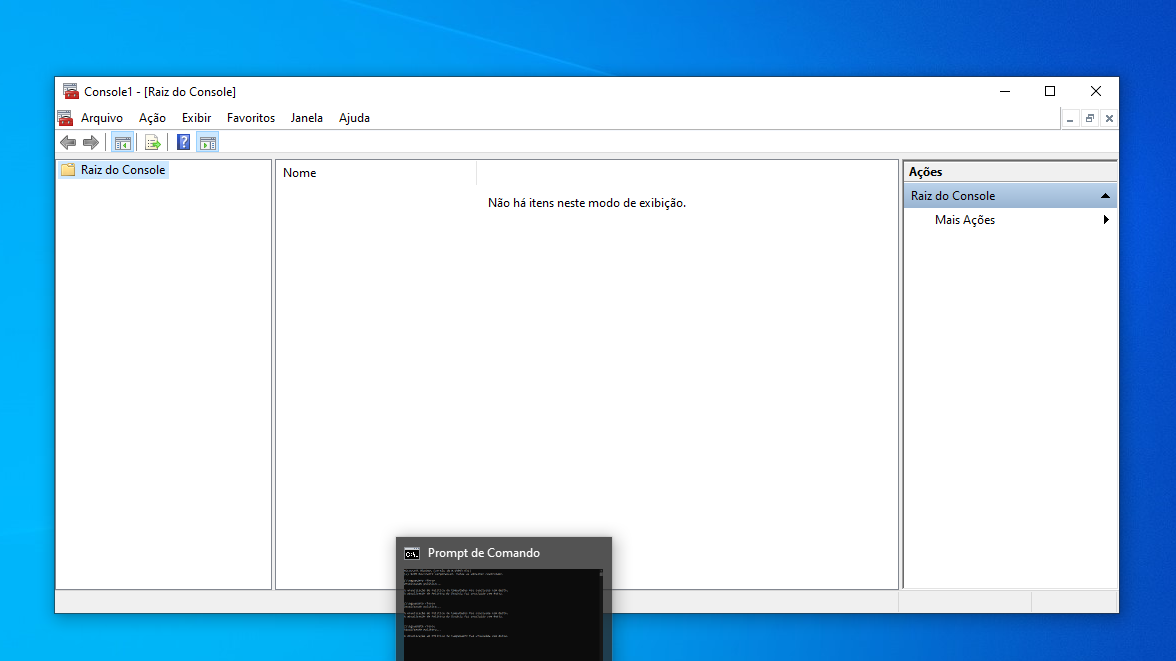 Console1 - [Raiz do Console]
Arquivo Ação Exibir Favoritos Janela Ajuda
Raiz do Console
Nome
Não há itens neste modo de exibição.
Ações
Raiz do Console
Mais Ações
Prompt de Comando